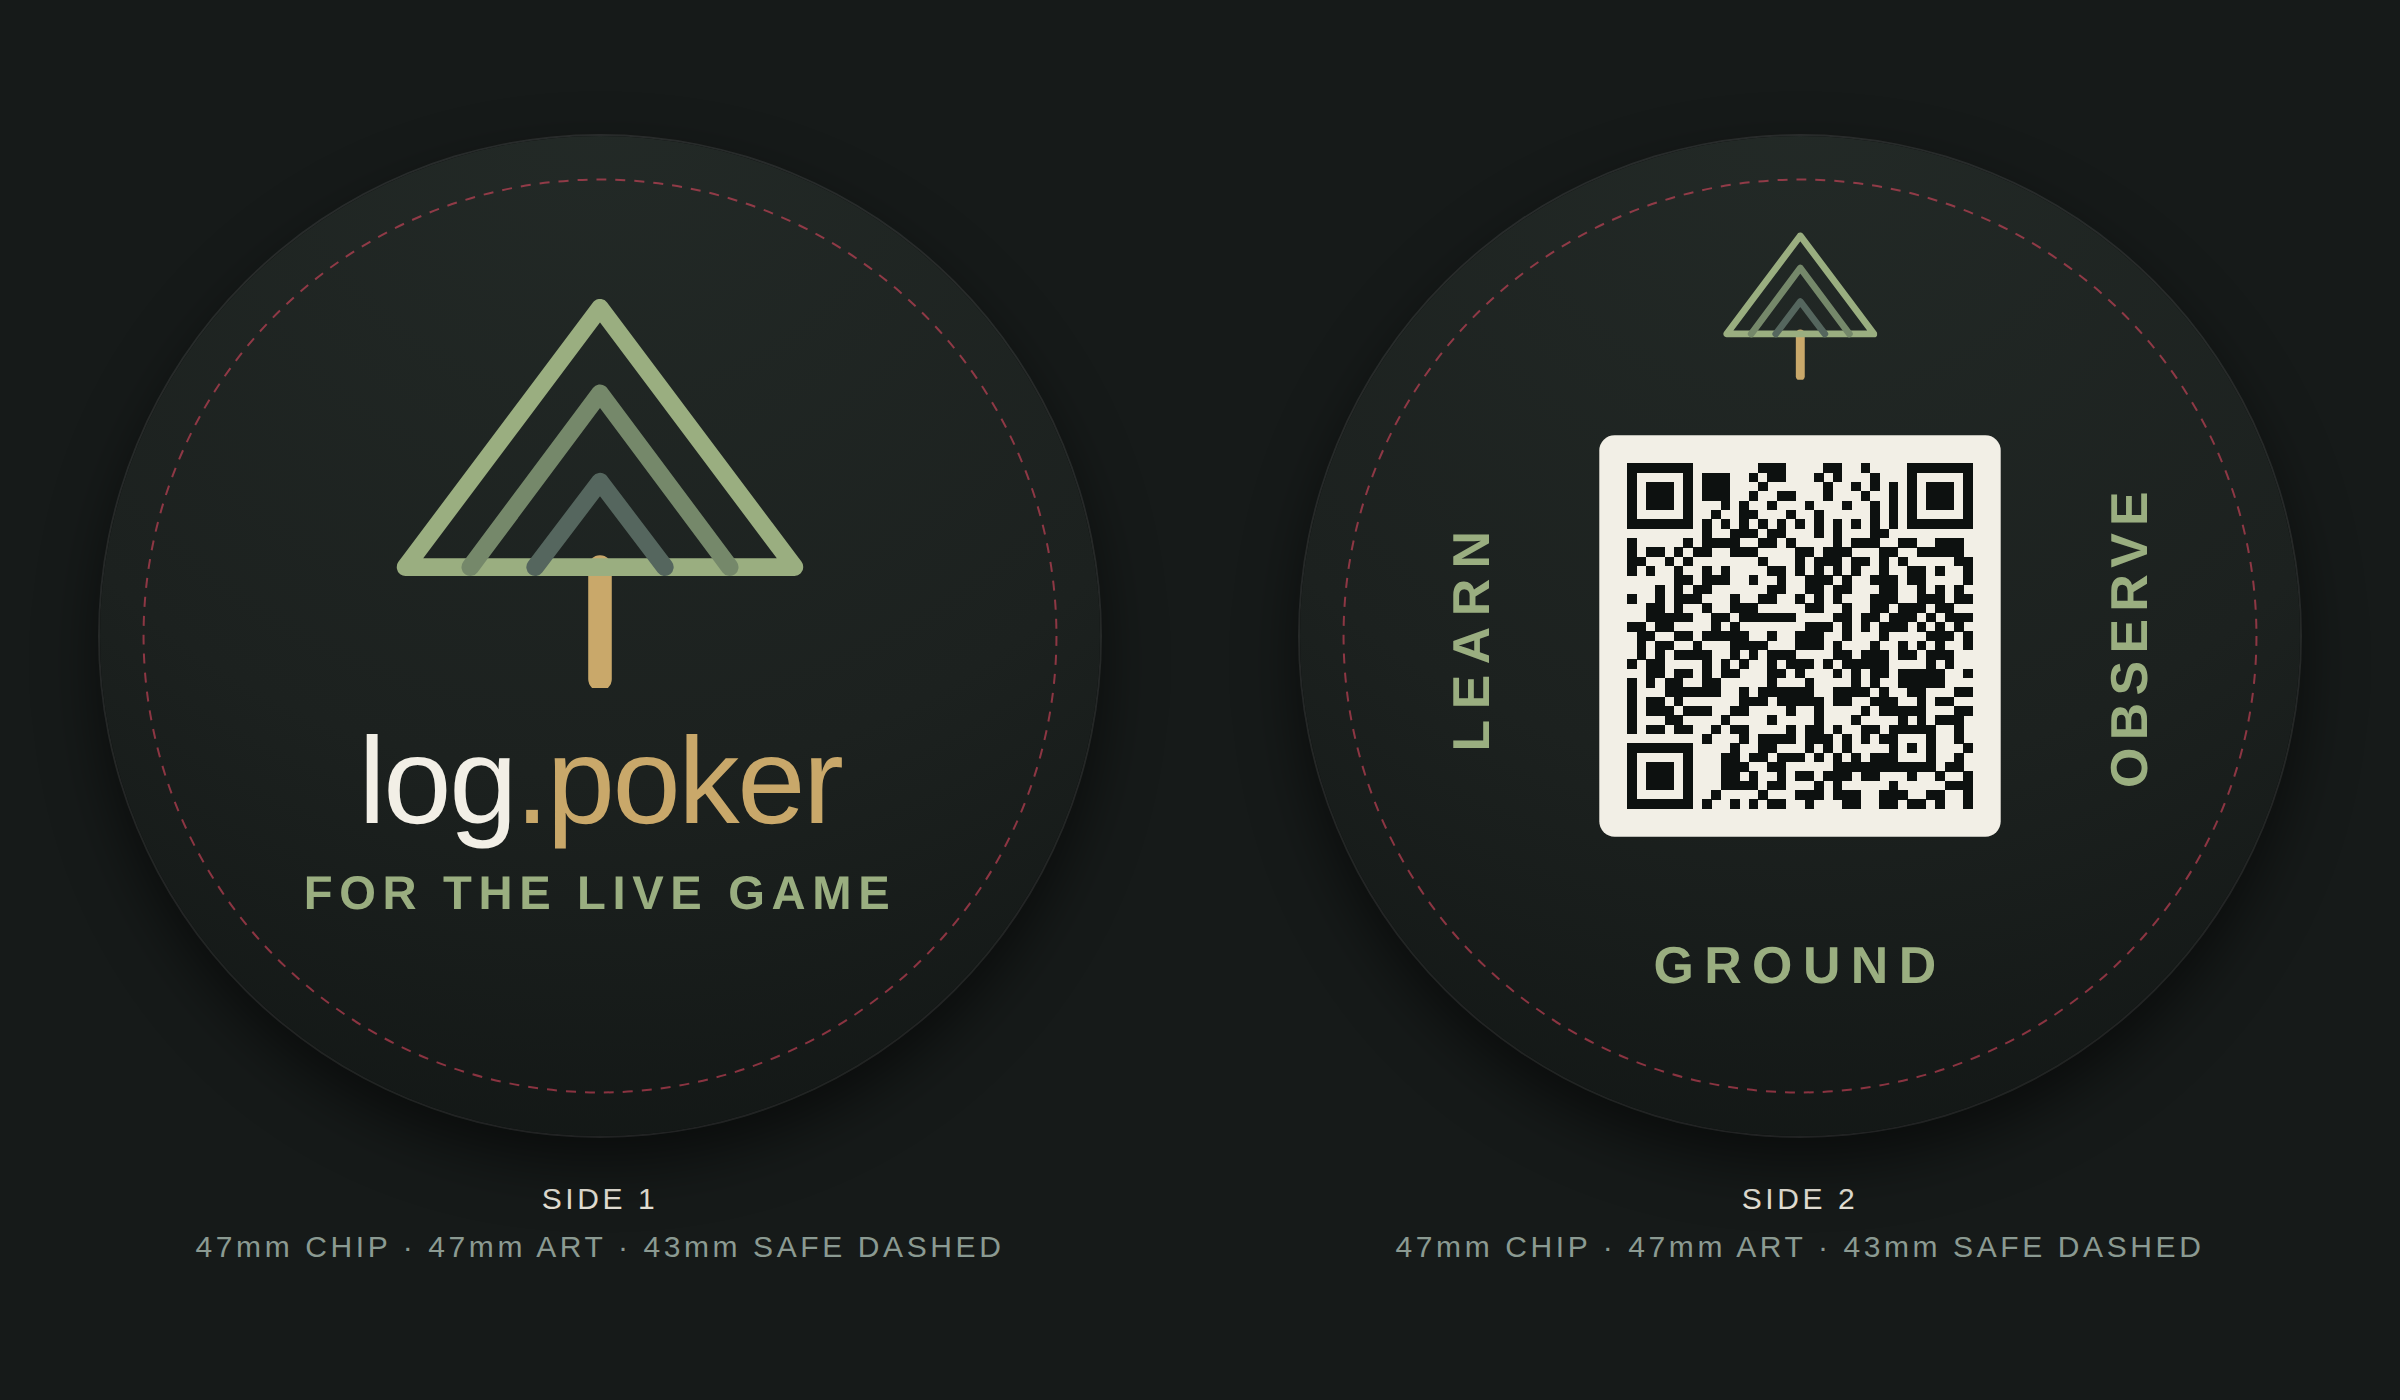 log.poker
FOR THE LIVE GAME
SIDE 1
47mm CHIP · 47mm ART · 43mm SAFE DASHED
LEARN
OBSERVE
GROUND
SIDE 2
47mm CHIP · 47mm ART · 43mm SAFE DASHED